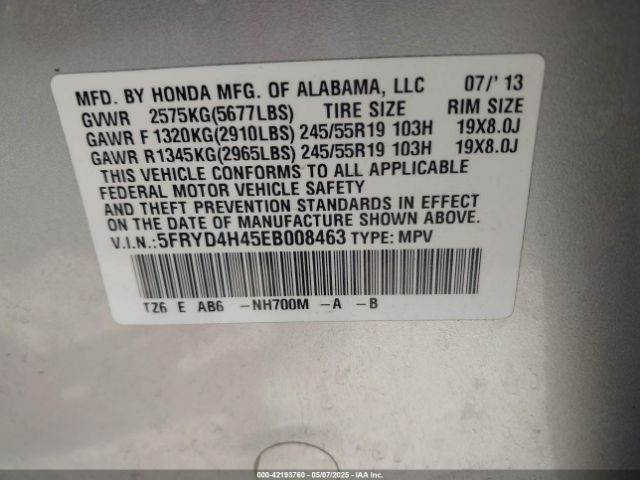 MFD. BY HONDA MFG. OF ALABAMA, LLC 07/'13
GVWR 2575KG(5677LBS) TIRE SIZE RIM SIZE
GAWR F 1320KG(2910LBS) 245/55R19 103H 19X8.0J
GAWR R1345KG(2965LBS) 245/55R19 103H 19X8.0J
THIS VEHICLE CONFORMS TO ALL APPLICABLE
FEDERAL MOTOR VEHICLE SAFETY
AND THEFT PREVENTION STANDARDS IN EFFECT
ON THE DATE OF MANUFACTURE SHOWN ABOVE.
V.I.N.:5FRYD4H45EB008463 TYPE: MPV
TZ6 E AB6 -NH700M -A -B
000-42193760 - 05/07/2025 - IAAI.COM